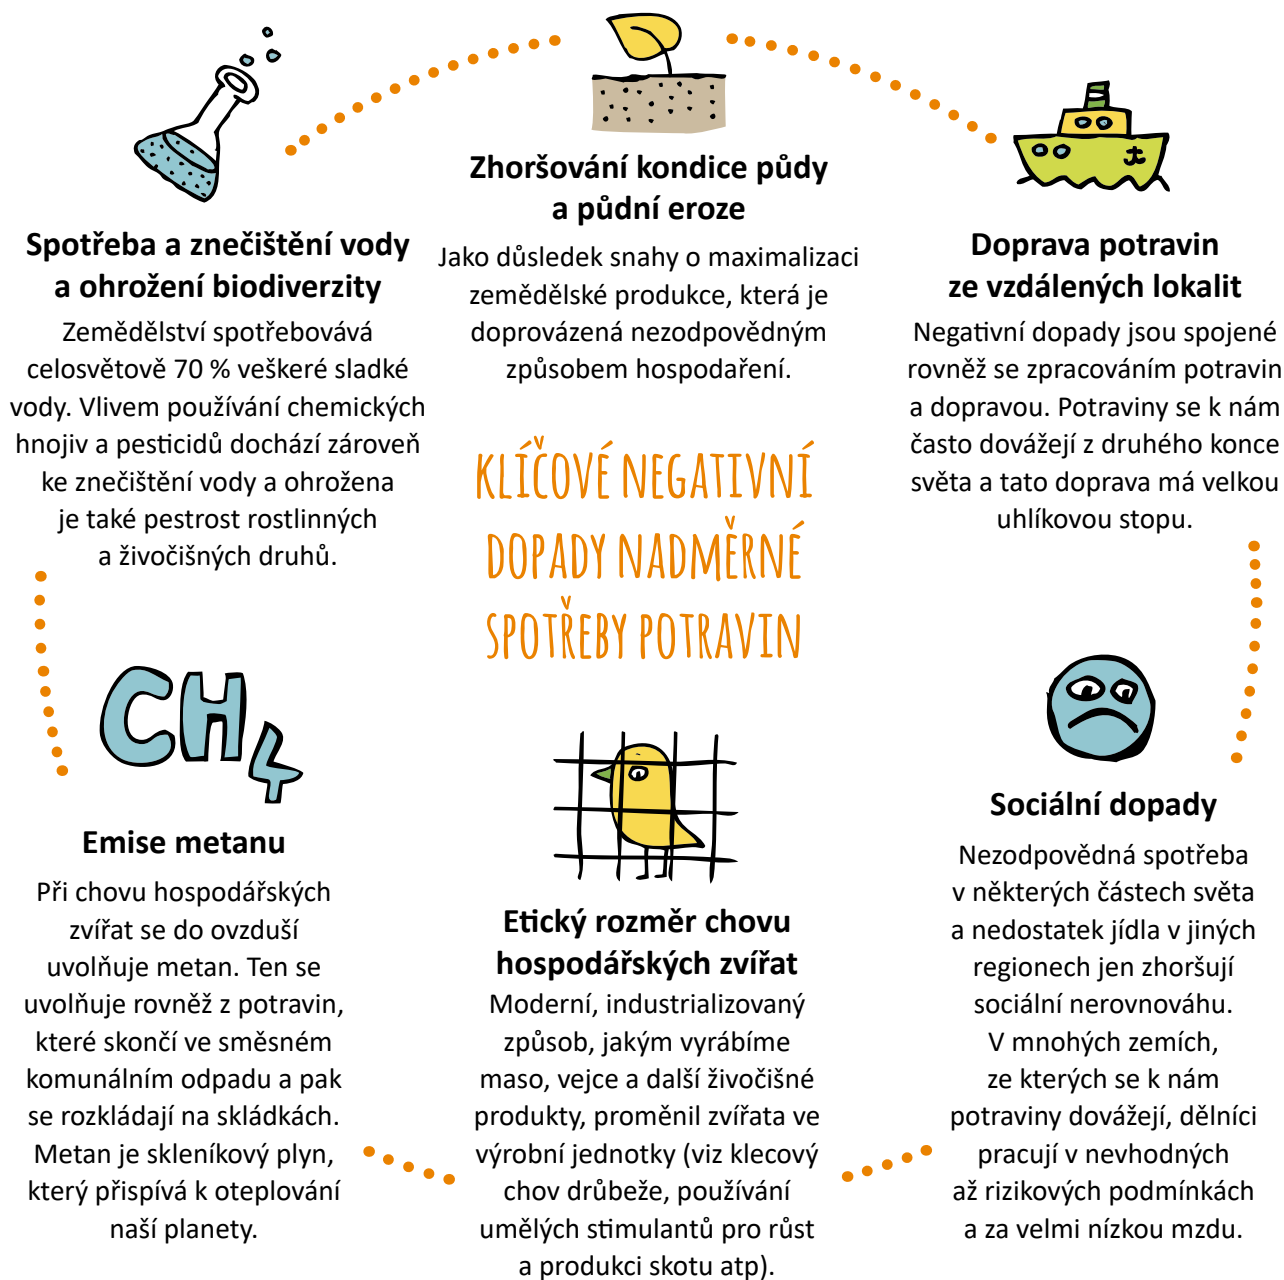 Zhoršování kondice půdy
a půdní eroze
Jako důsledek snahy o maximalizaci
zemědělské produkce, která je
doprovázená nezodpovědným
způsobem hospodaření.
Spotřeba a znečištění vody
a ohrožení biodiverzity
Zemědělství spotřebovává
celosvětově 70 % veškeré sladké
vody. Vlivem používání chemických
hnojiv a pesticidů dochází zároveň
ke znečištění vody a ohrožena
je také pestrost rostlinných
a živočišných druhů.
Doprava potravin
ze vzdálených lokalit
Negativní dopady jsou spojené
rovněž se zpracováním potravin
a dopravou. Potraviny se k nám
často dovážejí z druhého konce
světa a tato doprava má velkou
uhlíkovou stopu.
KLÍČOVÉ NEGATIVNÍ
DOPADY NADMĚRNÉ
SPOTŘEBY POTRAVIN
CH4
Emise metanu
Při chovu hospodářských
zvířat se do ovzduší
uvolňuje metan. Ten se
uvolňuje rovněž z potravin,
které skončí ve směsném
komunálním odpadu a pak
se rozkládají na skládkách.
Metan je skleníkový plyn,
který přispívá k oteplování
naší planety.
Etický rozměr chovu
hospodářských zvířat
Moderní, industrializovaný
způsob, jakým vyrábíme
maso, vejce a další živočišné
produkty, proměnil zvířata ve
výrobní jednotky (viz klecový
chov drůbeže, používání
umělých stimulantů pro růst
a produkci skotu atp).
Sociální dopady
Nezodpovědná spotřeba
v některých částech světa
a nedostatek jídla v jiných
regionech jen zhoršují
sociální nerovnováhu.
V mnohých zemích,
ze kterých se k nám
potraviny dovážejí, dělníci
pracují v nevhodných
až rizikových podmínkách
a za velmi nízkou mzdu.